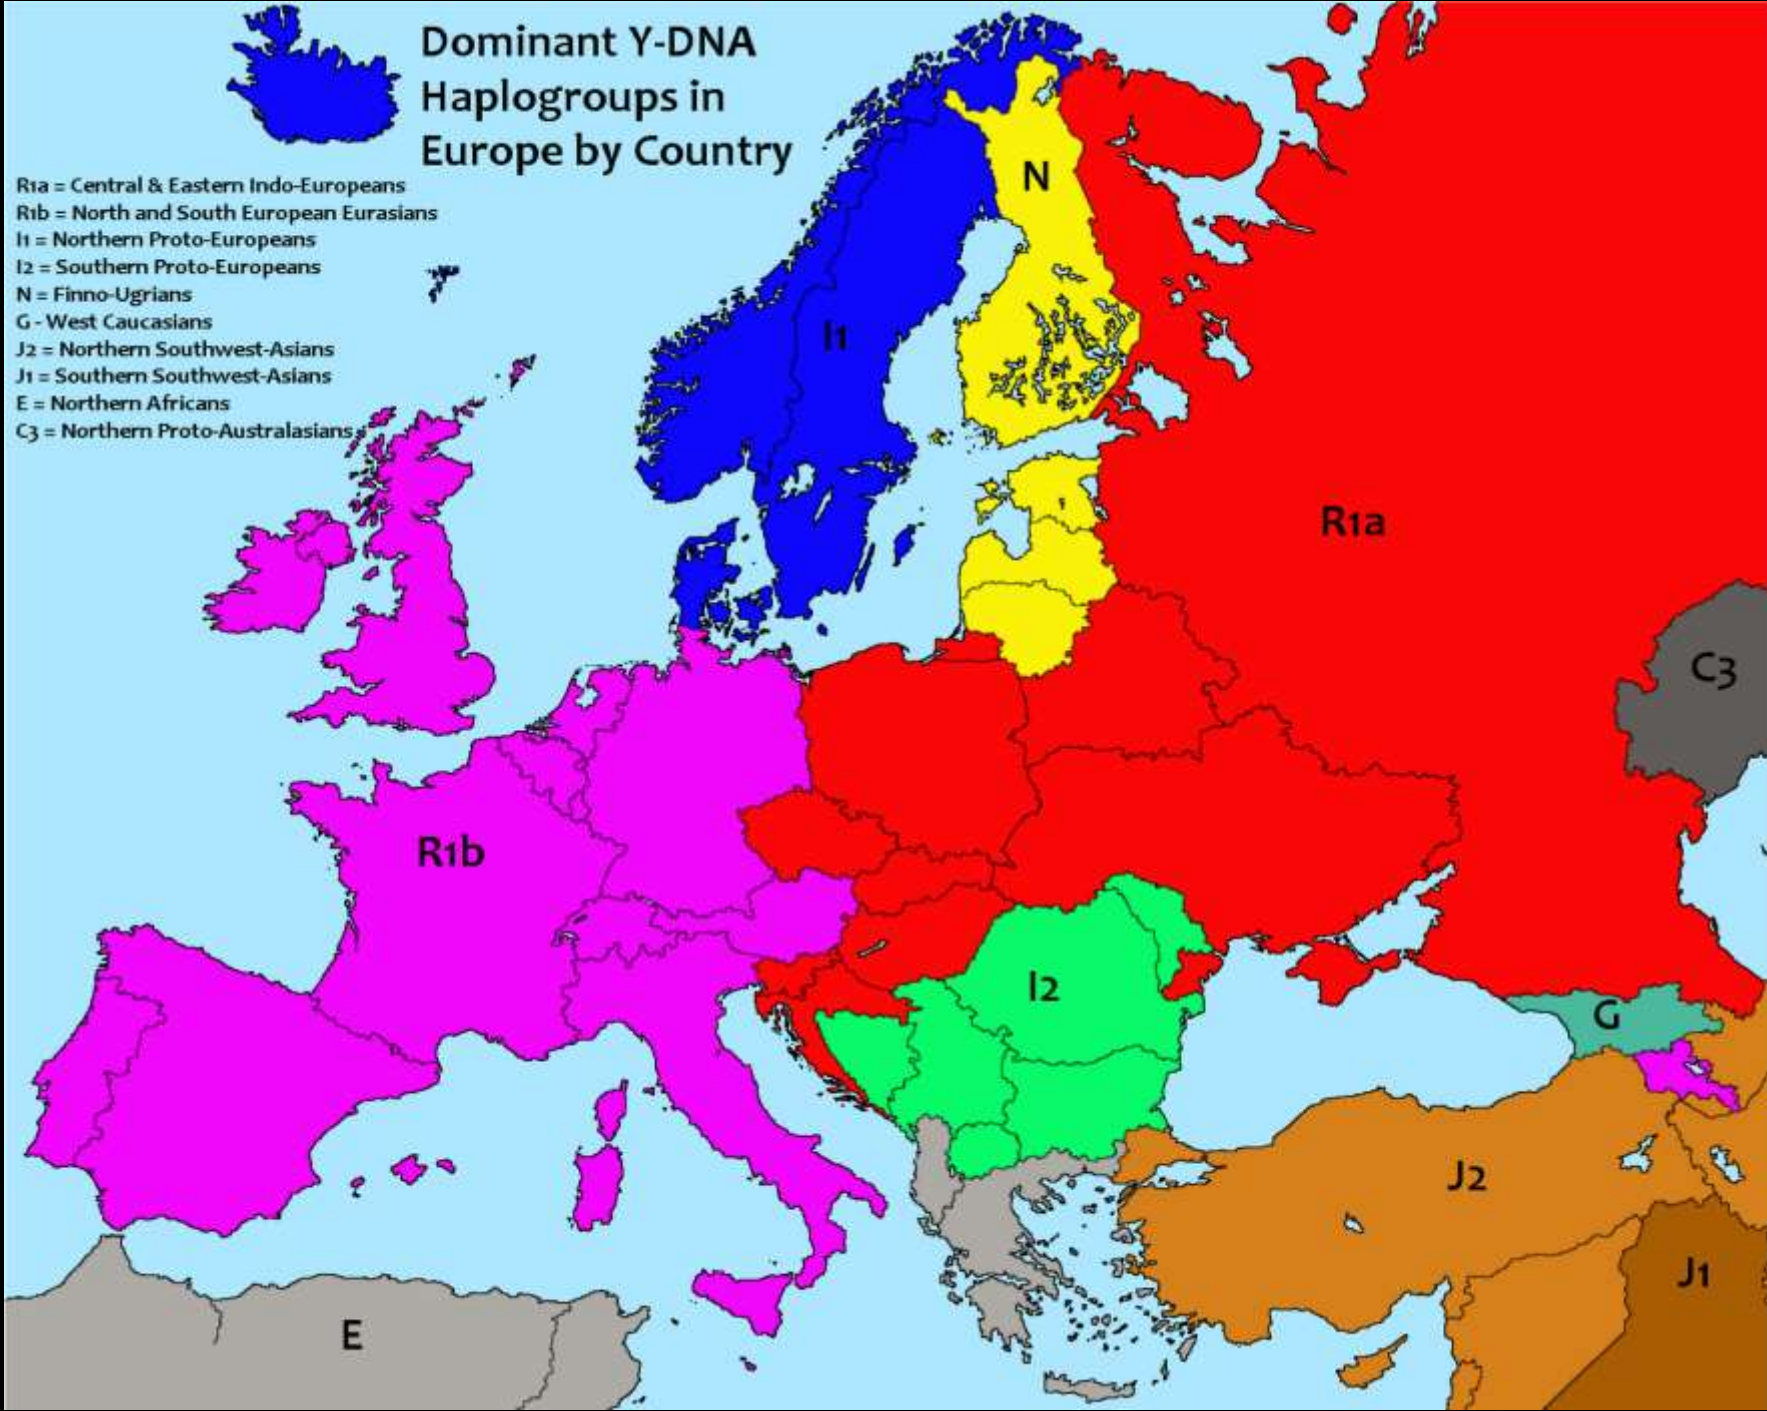 Dominant Y-DNA
Haplogroups in
Europe by Country
R1a = Central & Eastern Indo-Europeans
R1b = North and South European Eurasians
I1 = Northern Proto-Europeans
I2 = Southern Proto-Europeans
N = Finno-Ugrians
G - West Caucasians
J2 = Northern Southwest-Asians
J1 = Southern Southwest-Asians
E = Northern Africans
C3 = Northern Proto-Australasians
N
I1
R1a
C3
R1b
I2
G
J2
J1
E